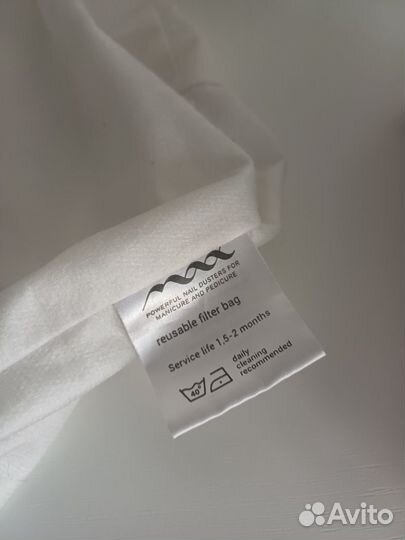 max
POWERFUL NAIL DUSTERS FOR
MANICURE AND PEDICURE
reusable filter bag
Service life 1,5-2 months
40°
daily
cleaning
recommended
Avito